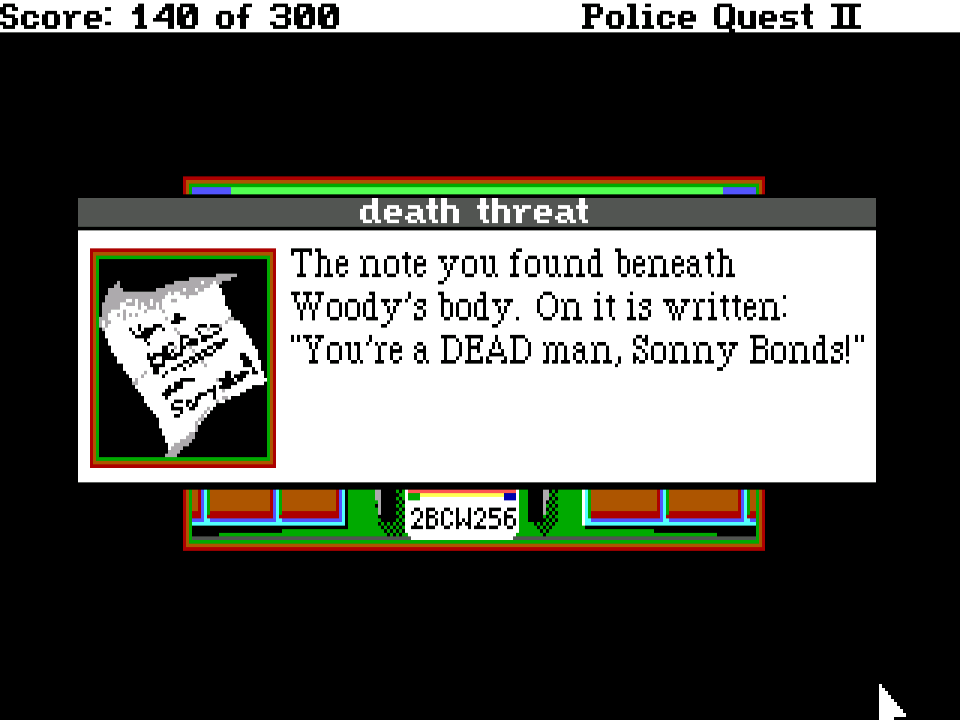 Score: 140 of 300 Police Quest II
death threat
The note you found beneath
Woody's body. On it is written:
"You're a DEAD man, Sonny Bonds!"
DEAD
2BCW256